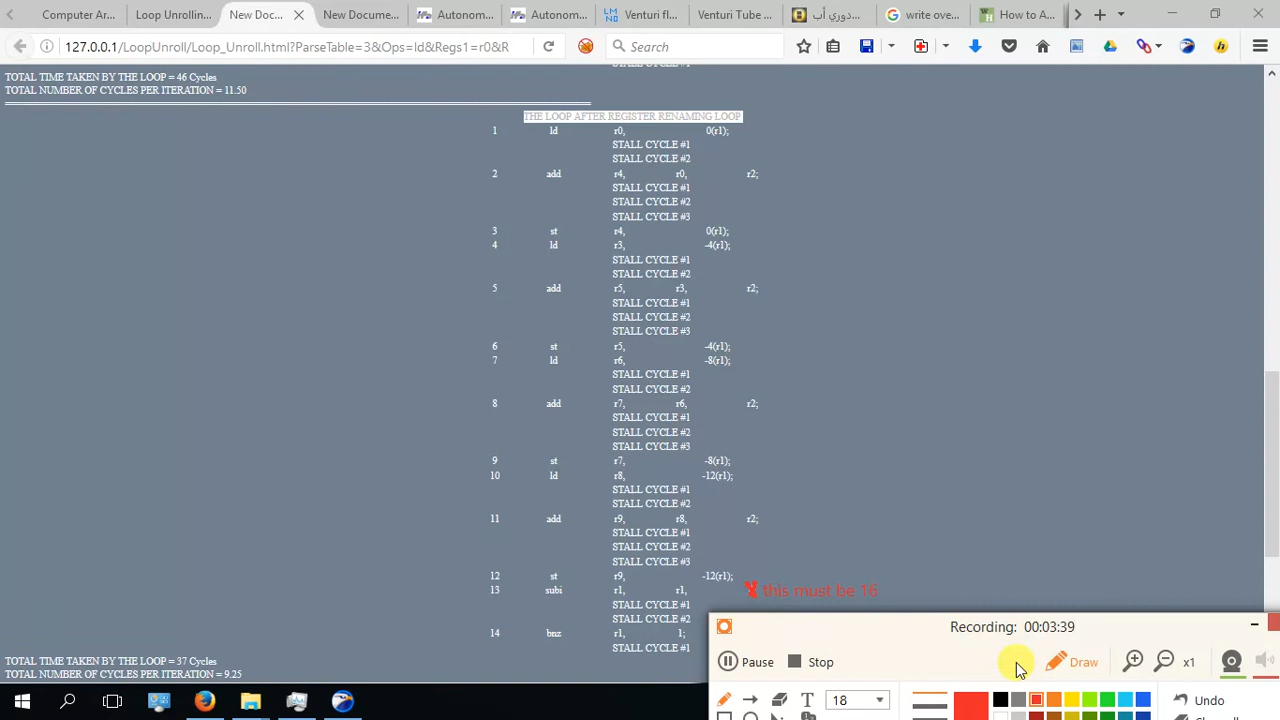 Computer Ar... Loop Unrollin... New Doc... New Docume... Autonom... Autonom... Venturi fl... Venturi Tube دوري أب... write ove... How to A...
127.0.0.1/LoopUnroll/Loop_Unroll.html?ParseTable=3&Ops=ld&Regs1=r0&R Search
STALL CYCLE #1
TOTAL TIME TAKEN BY THE LOOP = 46 Cycles
TOTAL NUMBER OF CYCLES PER ITERATION = 11.50
THE LOOP AFTER REGISTER RENAMING LOOP
1 ld r0, 0(r1);
STALL CYCLE #1
STALL CYCLE #2
2 add r4, r0, r2;
STALL CYCLE #1
STALL CYCLE #2
STALL CYCLE #3
3 st r4, 0(r1);
4 ld r3, -4(r1);
STALL CYCLE #1
STALL CYCLE #2
5 add r5, r3, r2;
STALL CYCLE #1
STALL CYCLE #2
STALL CYCLE #3
6 st r5, -4(r1);
7 ld r6, -8(r1);
STALL CYCLE #1
STALL CYCLE #2
8 add r7, r6, r2;
STALL CYCLE #1
STALL CYCLE #2
STALL CYCLE #3
9 st r7, -8(r1);
10 ld r8, -12(r1);
STALL CYCLE #1
STALL CYCLE #2
11 add r9, r8, r2;
STALL CYCLE #1
STALL CYCLE #2
STALL CYCLE #3
12 st r9, -12(r1);
13 subi r1, r1, this must be 16
STALL CYCLE #1
STALL CYCLE #2
14 bnz r1, 1;
STALL CYCLE #1
TOTAL TIME TAKEN BY THE LOOP = 37 Cycles
TOTAL NUMBER OF CYCLES PER ITERATION = 9.25
Recording: 00:03:39
Pause Stop Draw x1
T 18 Undo